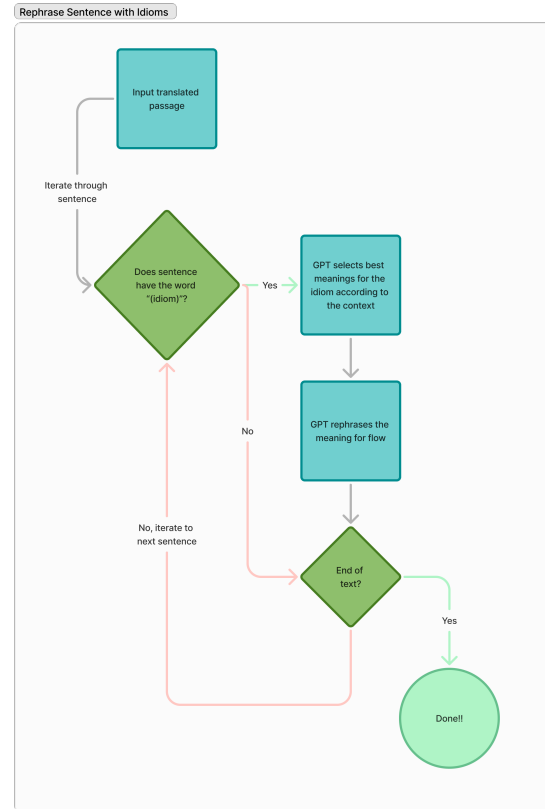 Rephrase Sentence with Idioms
Input translated
passage
Iterate through
sentence
Does sentence
have the word
"(idiom)"?
Yes
GPT selects best
meanings for the
idiom according to
the context
GPT rephrases the
meaning for flow
No
No, iterate to
next sentence
End of
text?
Yes
Done!!